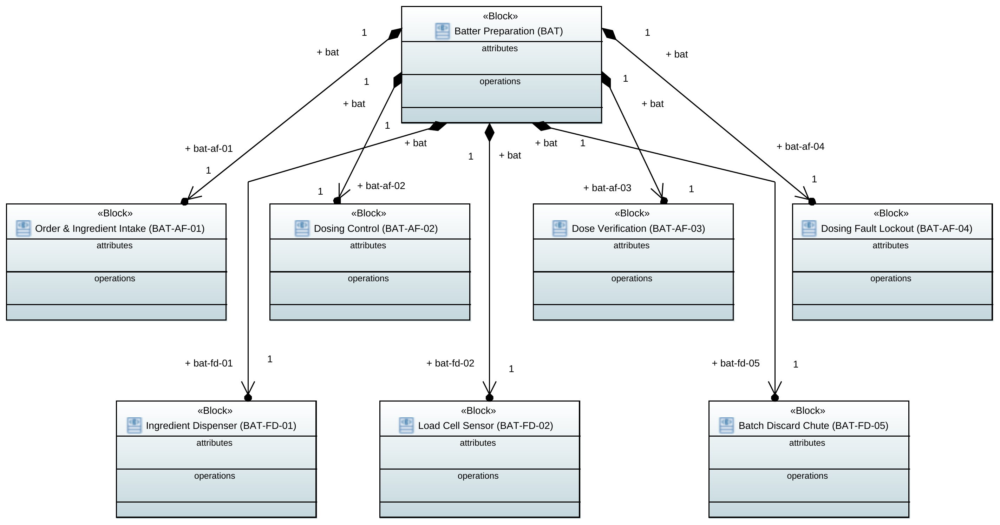 «Block»
Batter Preparation (BAT)
attributes
operations
1
+ bat
1
+ bat
1
+ bat
1
+ bat
+ bat
1
1
+ bat
1
+ bat
+ bat-af-01
1
1
+ bat-af-02
+ bat-af-03
1
+ bat-af-04
1
«Block»
Order & Ingredient Intake (BAT-AF-01)
attributes
operations
«Block»
Dosing Control (BAT-AF-02)
attributes
operations
«Block»
Dose Verification (BAT-AF-03)
attributes
operations
«Block»
Dosing Fault Lockout (BAT-AF-04)
attributes
operations
+ bat-fd-01
1
+ bat-fd-02
1
+ bat-fd-05
1
«Block»
Ingredient Dispenser (BAT-FD-01)
attributes
operations
«Block»
Load Cell Sensor (BAT-FD-02)
attributes
operations
«Block»
Batch Discard Chute (BAT-FD-05)
attributes
operations